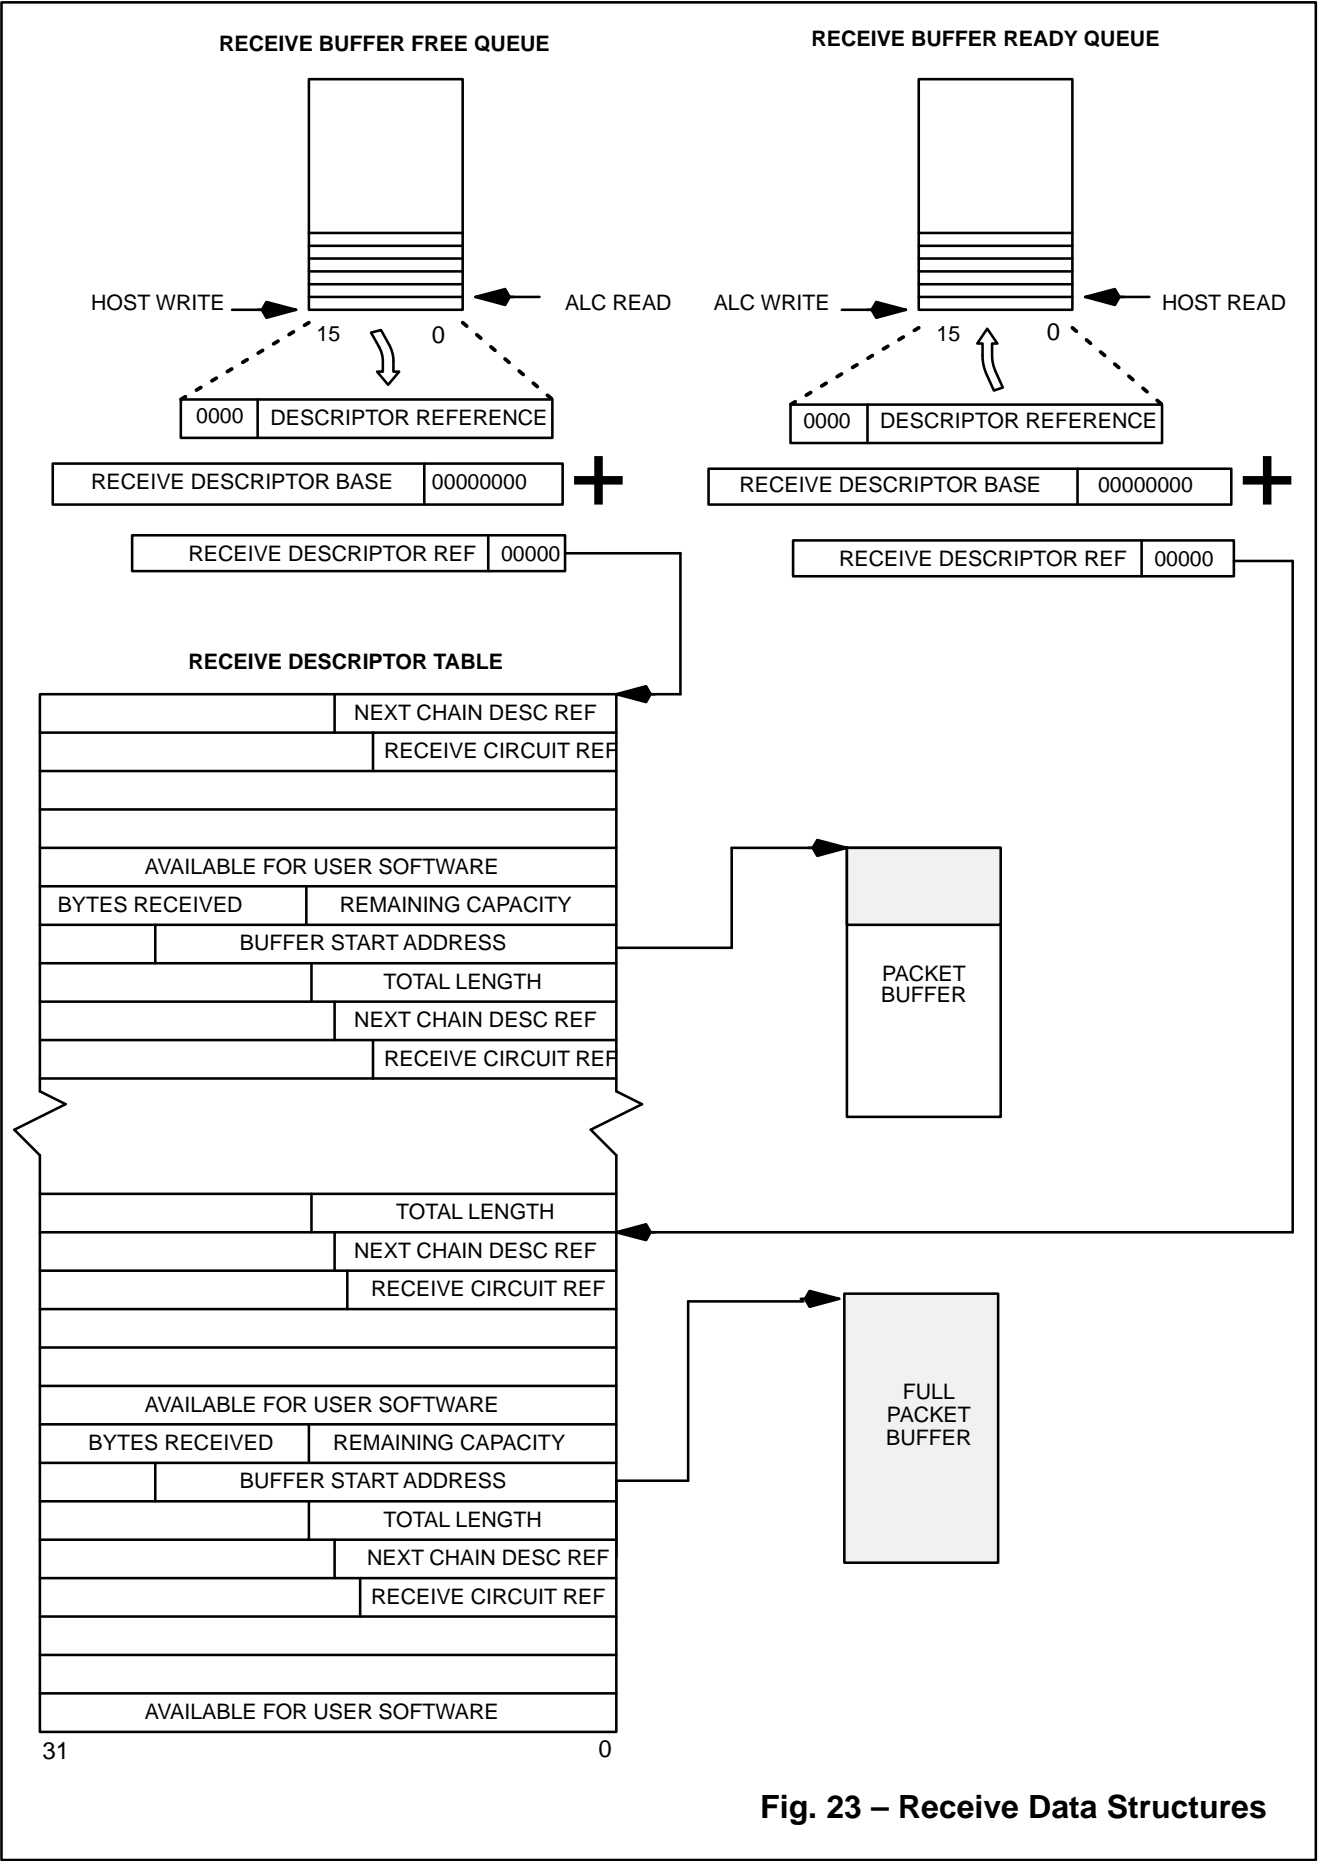 RECEIVE BUFFER FREE QUEUE
RECEIVE BUFFER READY QUEUE
HOST WRITE
ALC READ
15
0
ALC WRITE
HOST READ
15
0
0000
DESCRIPTOR REFERENCE
0000
DESCRIPTOR REFERENCE
RECEIVE DESCRIPTOR BASE
00000000
+
RECEIVE DESCRIPTOR BASE
00000000
+
RECEIVE DESCRIPTOR REF
00000
RECEIVE DESCRIPTOR REF
00000
RECEIVE DESCRIPTOR TABLE
NEXT CHAIN DESC REF
RECEIVE CIRCUIT REF
AVAILABLE FOR USER SOFTWARE
BYTES RECEIVED
REMAINING CAPACITY
BUFFER START ADDRESS
TOTAL LENGTH
NEXT CHAIN DESC REF
RECEIVE CIRCUIT REF
PACKET
BUFFER
TOTAL LENGTH
NEXT CHAIN DESC REF
RECEIVE CIRCUIT REF
AVAILABLE FOR USER SOFTWARE
BYTES RECEIVED
REMAINING CAPACITY
BUFFER START ADDRESS
TOTAL LENGTH
NEXT CHAIN DESC REF
RECEIVE CIRCUIT REF
AVAILABLE FOR USER SOFTWARE
FULL
PACKET
BUFFER
31
0
Fig. 23 – Receive Data Structures